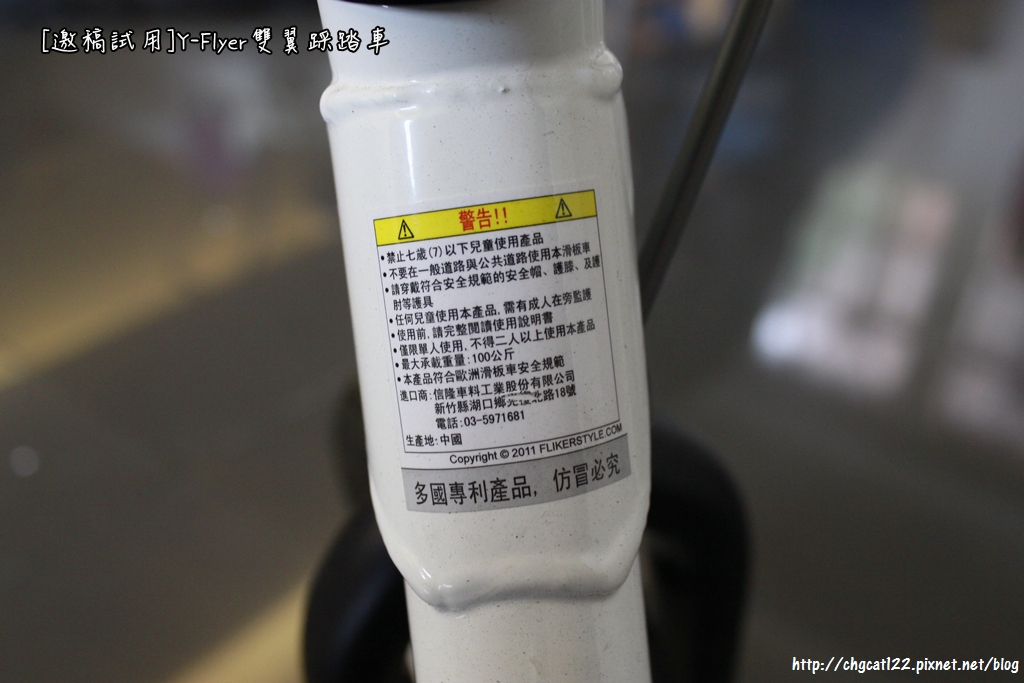 [邀稿試用]Y-Flyer雙翼踩踏車
警告!!
•禁止七歲(7)以下兒童使用產品
•不要在一般道路與公共道路使用本滑板車
•請穿戴符合安全規範的安全帽、護膝、及護
肘等護具
•任何兒童使用本產品,需有成人在旁監護
•使用前,請完整閱讀使用說明書
•僅限單人使用,不得二人以上使用本產品
•最大承載重量:100公斤
•本產品符合歐洲滑板車安全規範
進口商:信隆車料工業股份有限公司
新竹縣湖口鄉光復北路18號
電話:03-5971681
生產地:中國
Copyright © 2011 FLIKERSTYLE.COM
多國專利產品, 仿冒必究
http://chgcat122.pixnet.net/blog